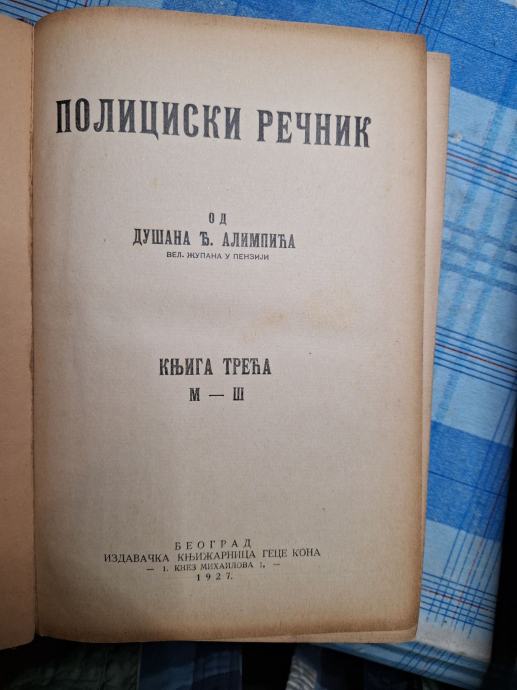 ПОЛИЦИСКИ РЕЧНИК
ОД
ДУШАНА Ђ. АЛИМПИЋА
ВЕЛ. ЖУПАНА У ПЕНЗИЈИ
КЊИГА ТРЕЋА
М — Ш
БЕОГРАД
ИЗДАВАЧКА КЊИЖАРНИЦА ГЕЦЕ КОНА
— 1. КНЕЗ МИХАИЛОВА 1. —
1927.